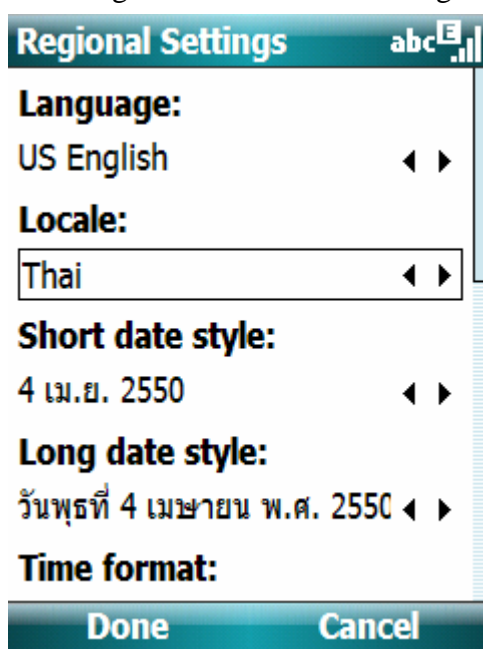 Regional Settings abc E
Language:
US English
Locale:
Thai
Short date style:
4 เม.ย. 2550
Long date style:
วันพุธที่ 4 เมษายน พ.ศ. 2550
Time format:
Done Cancel